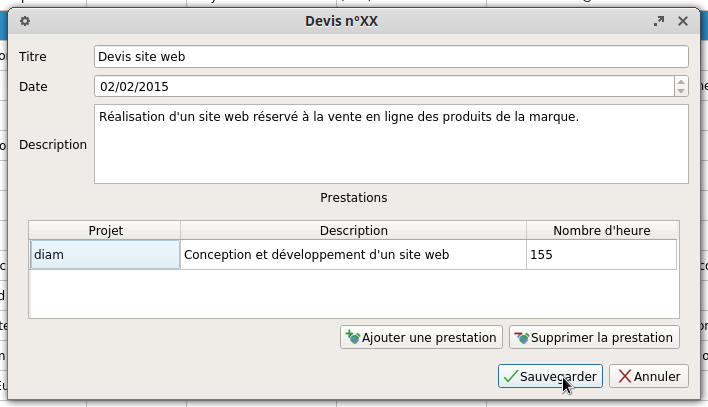 Devis n°XX
Titre Devis site web
Date 02/02/2015
Réalisation d'un site web réservé à la vente en ligne des produits de la marque.
Description
Prestations
Projet Description Nombre d'heure
diam Conception et développement d'un site web 155
Ajouter une prestation Supprimer la prestation
Sauvegarder Annuler